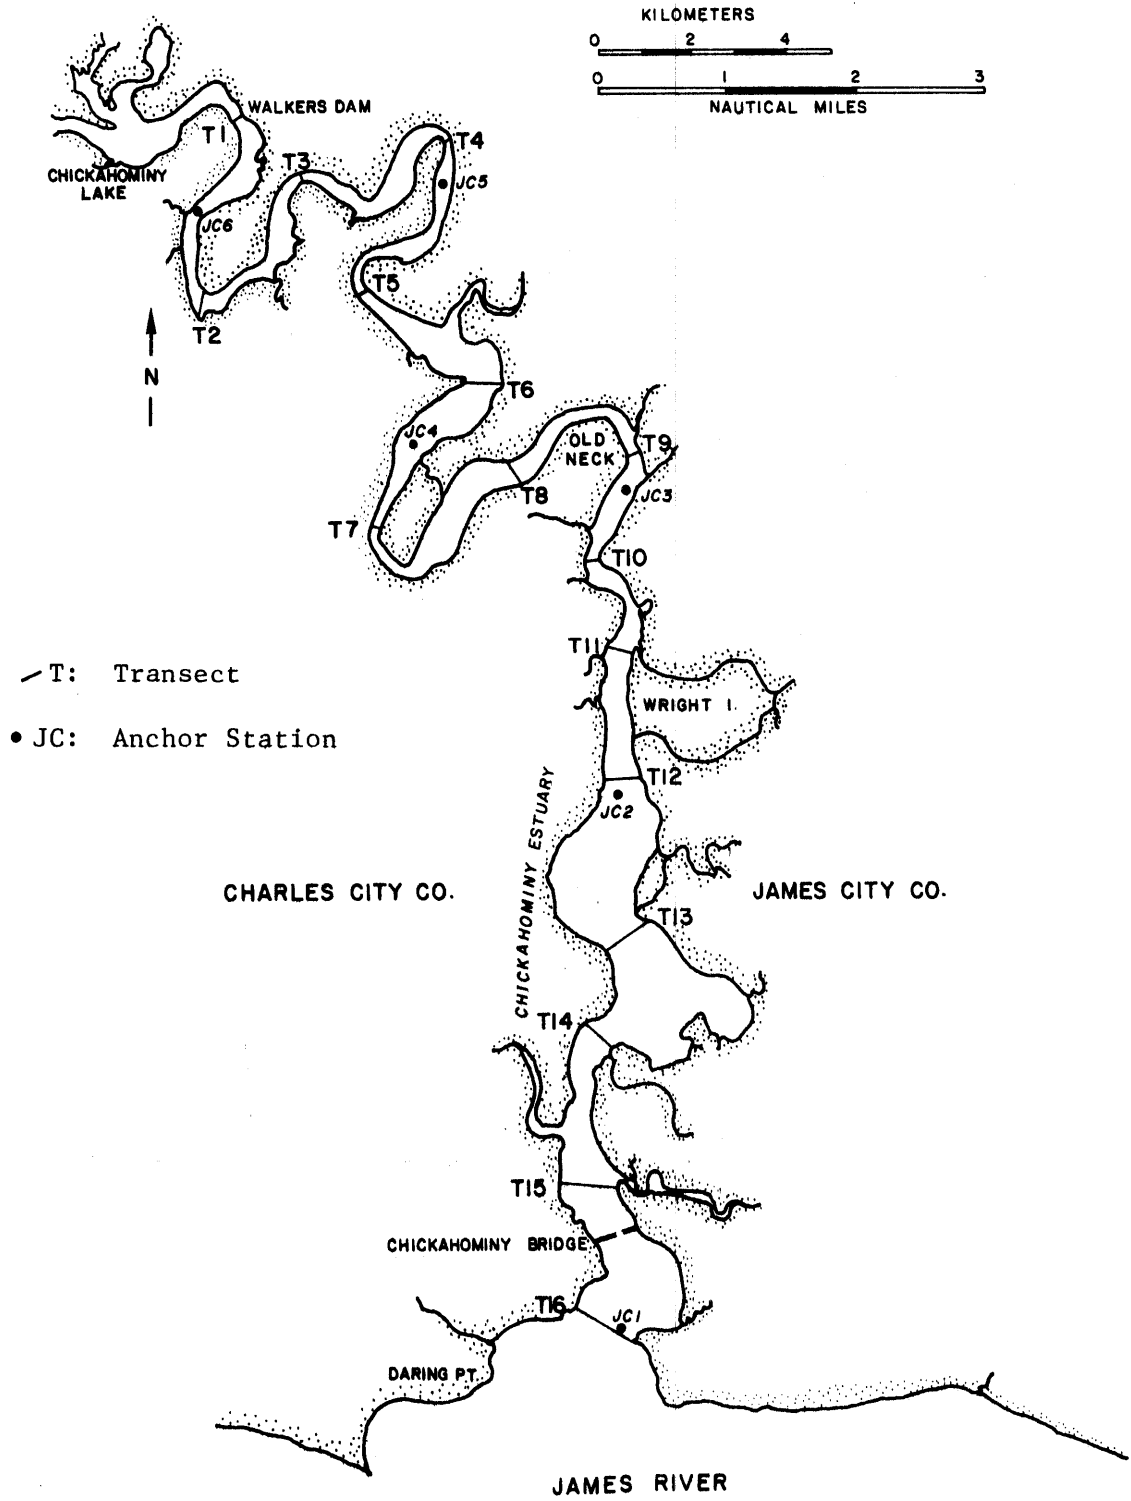 KILOMETERS
0 2 4
0 1 2 3
NAUTICAL MILES
WALKERS DAM
T1
T4
T3
CHICKAHOMINY
LAKE
JC5
JC6
T5
T2
N
T6
JC4
OLD
NECK
T9
T8
JC3
T7
T10
T11
T: Transect
WRIGHT I.
JC: Anchor Station
T12
JC2
CHICKAHOMINY ESTUARY
CHARLES CITY CO.
JAMES CITY CO.
T13
T14
T15
CHICKAHOMINY BRIDGE
T16
JC1
DARING PT.
JAMES RIVER